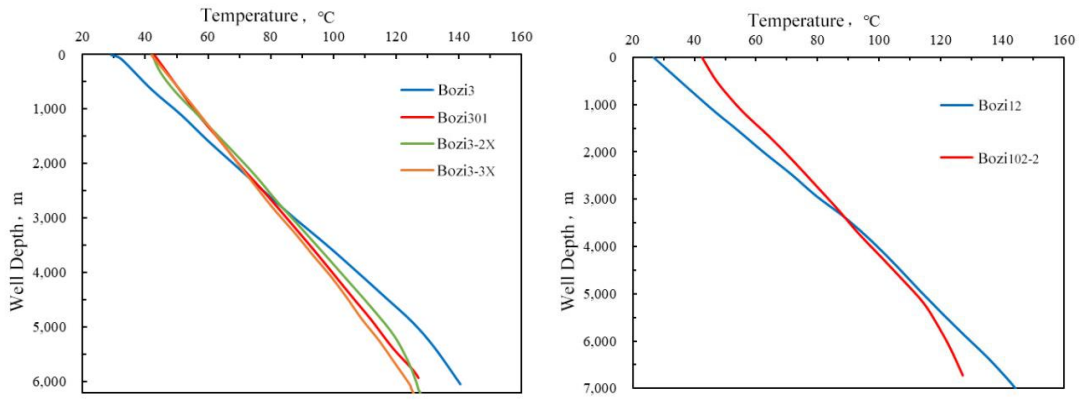 Temperature，℃
20 40 60 80 100 120 140 160
0
1,000
2,000
3,000
4,000
5,000
6,000
Well Depth，m
Bozi3
Bozi301
Bozi3-2X
Bozi3-3X
Temperature，℃
20 40 60 80 100 120 140 160
0
1,000
2,000
3,000
4,000
5,000
6,000
7,000
Well Depth，m
Bozi12
Bozi102-2